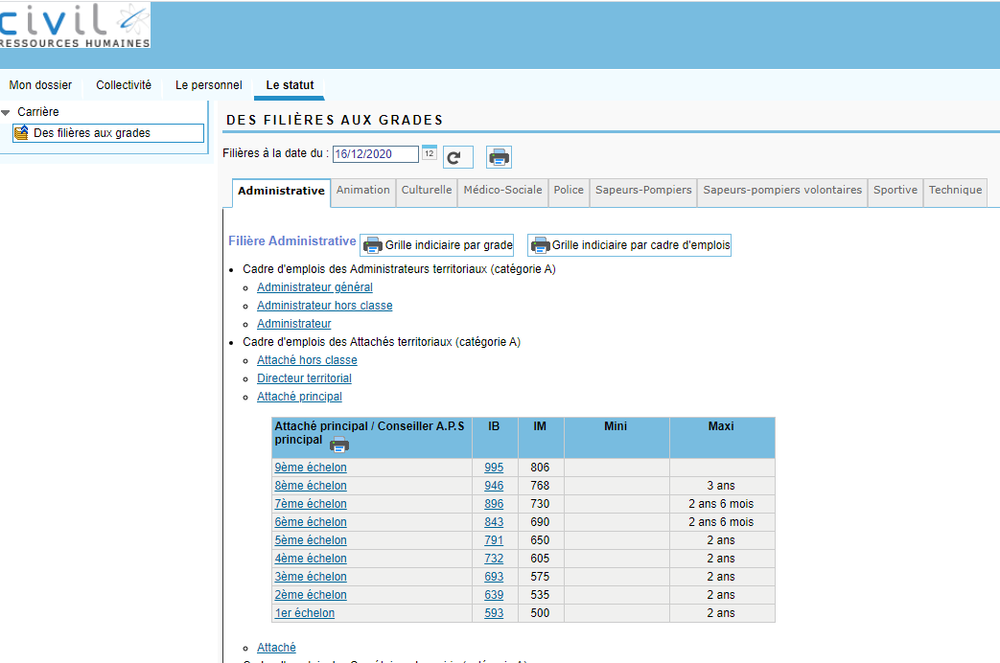 civil
RESSOURCES HUMAINES
Mon dossier Collectivité Le personnel Le statut
Carrière
Des filières aux grades
DES FILIÈRES AUX GRADES
Filières à la date du : 16/12/2020 12
Administrative Animation Culturelle Médico-Sociale Police Sapeurs-Pompiers Sapeurs-pompiers volontaires Sportive Technique
Filière Administrative Grille indiciaire par grade Grille indiciaire par cadre d'emplois
• Cadre d'emplois des Administrateurs territoriaux (catégorie A)
Administrateur général
Administrateur hors classe
Administrateur
• Cadre d'emplois des Attachés territoriaux (catégorie A)
Attaché hors classe
Directeur territorial
Attaché principal
Attaché principal / Conseiller A.P.S IB IM Mini Maxi
principal
9ème échelon 995 806
8ème échelon 946 768 3 ans
7ème échelon 896 730 2 ans 6 mois
6ème échelon 843 690 2 ans 6 mois
5ème échelon 791 650 2 ans
4ème échelon 732 605 2 ans
3ème échelon 693 575 2 ans
2ème échelon 639 535 2 ans
1er échelon 593 500 2 ans
Attaché